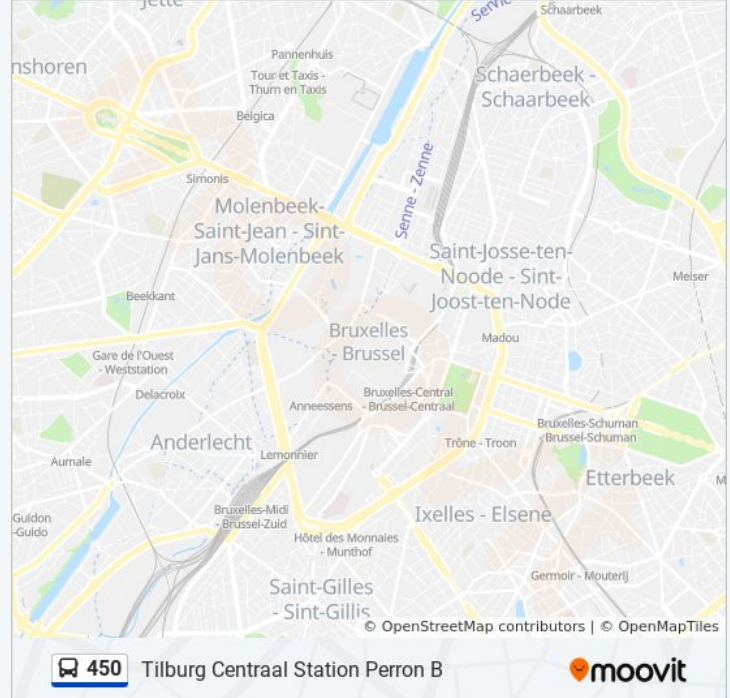 Jette
Servic
Schaarbeek
Pannenhuis
nshoren
Tour et Taxis -
Thurn en Taxis
Schaerbeek -
Schaarbeek
Belgica
Senne - Zenne
Simonis
Molenbeek-
Saint-Jean - Sint-
Jans-Molenbeek
Saint-Josse-ten-
Noode - Sint-
Joost-ten-Node
Meiser
Beekkant
Bruxelles
- Brussel
Madou
Gare de l'Ouest
- Weststation
Delacroix
Bruxelles-Central
- Brussel-Centraal
Anneessens
Bruxelles-Schuman
- Brussel-Schuman
Anderlecht
Trône - Troon
Lemonnier
Aumale
Etterbeek
M
Bruxelles-Midi
- Brussel-Zuid
Ixelles - Elsene
Guidon
-Guido
Hôtel des Monnaies
- Munthof
Germoir - Mouterij
Saint-Gilles
- Sint-Gillis
© OpenStreetMap contributors | © OpenMapTiles
450 Tilburg Centraal Station Perron B
moovit